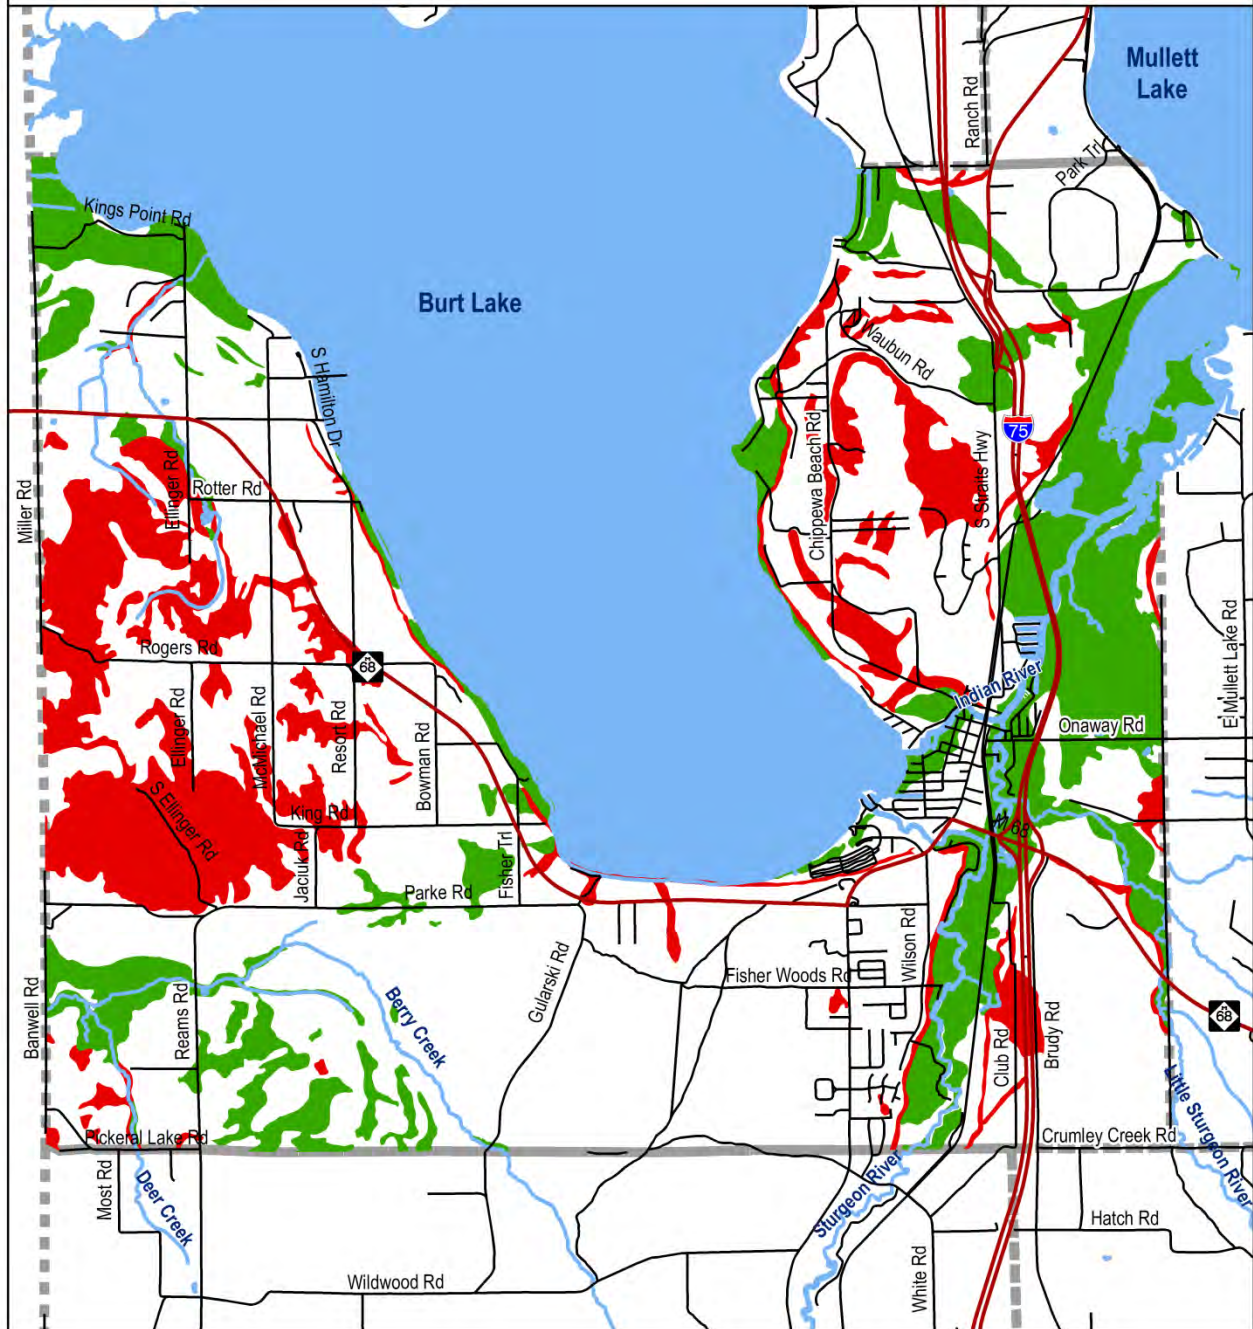 Mullett
Lake
Ranch Rd
Park Trl
Kings Point Rd
Burt Lake
Waubun Rd
S Hamilton Dr
75
Chippewa Beach Rd
S Straits Hwy
Miller Rd
Ellinger Rd
Rotter Rd
Rogers Rd
M
68
E Mullett Lake Rd
Indian River
Onaway Rd
Ellinger Rd
McMichael Rd
Resort Rd
Bowman Rd
S Ellinger Rd
King Rd
M 68
Jaciuk Rd
Fisher Trl
Parke Rd
Wilson Rd
Gularski Rd
Fisher Woods Rd
Banwell Rd
Reams Rd
Berry Creek
Club Rd
Brudy Rd
M
68
Little Sturgeon River
Pickeral Lake Rd
Crumley Creek Rd
Most Rd
Deer Creek
Sturgeon River
Hatch Rd
White Rd
Wildwood Rd